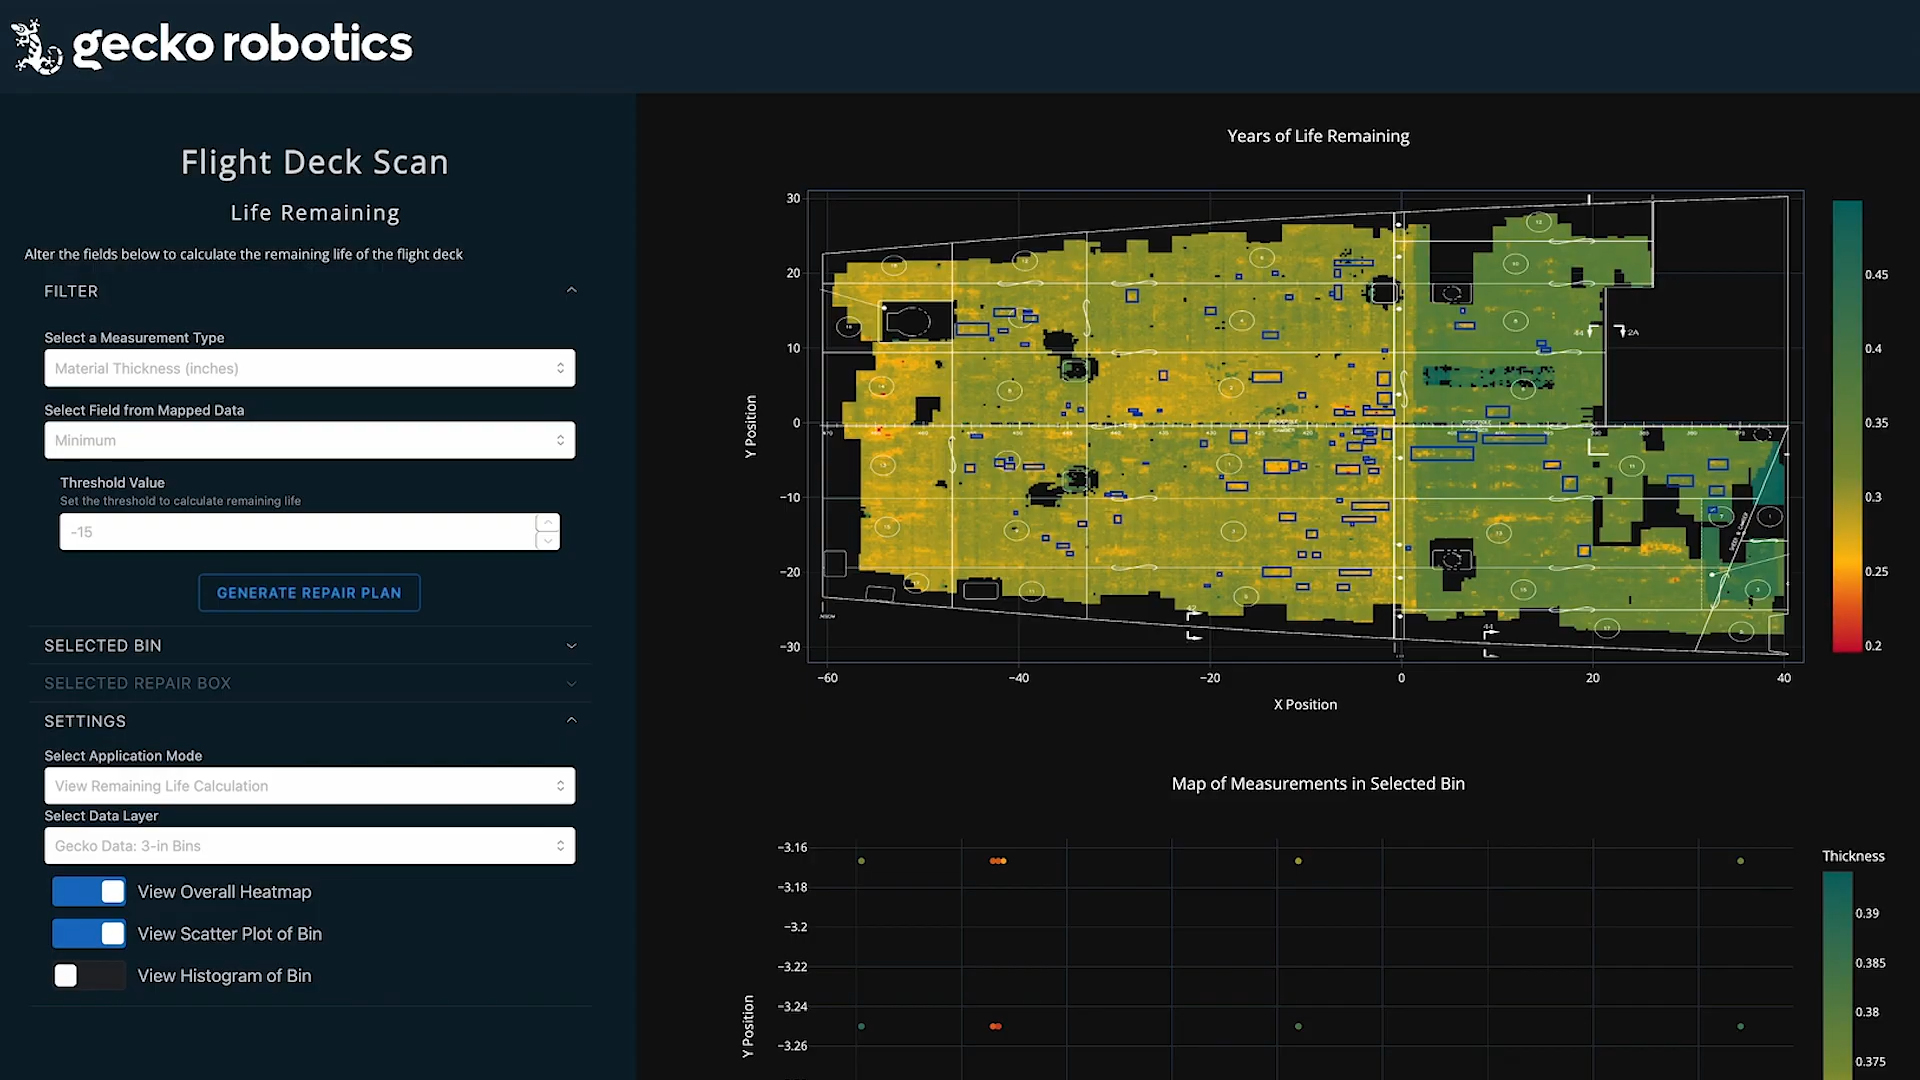 gecko robotics
Flight Deck Scan
Life Remaining
Alter the fields below to calculate the remaining life of the flight deck
FILTER
Select a Measurement Type
Material Thickness (inches)
Select Field from Mapped Data
Minimum
Threshold Value
Set the threshold to calculate remaining life
-15
GENERATE REPAIR PLAN
SELECTED BIN
SELECTED REPAIR BOX
SETTINGS
Select Application Mode
View Remaining Life Calculation
Select Data Layer
Gecko Data: 3-in Bins
View Overall Heatmap
View Scatter Plot of Bin
View Histogram of Bin
Years of Life Remaining
Y Position
30
20
10
0
−10
−20
−30
−60
−40
−20
0
20
40
X Position
44
2A
42
44
0.45
0.4
0.35
0.3
0.25
0.2
Map of Measurements in Selected Bin
Y Position
−3.16
−3.18
−3.2
−3.22
−3.24
−3.26
Thickness
0.39
0.385
0.38
0.375